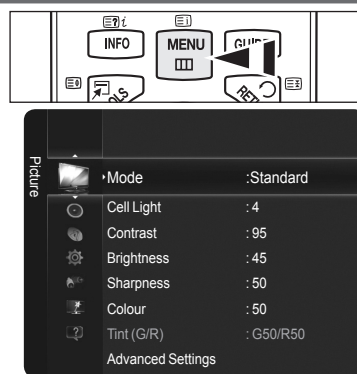 INFO
MENU
Picture
Mode :Standard
Cell Light : 4
Contrast : 95
Brightness : 45
Sharpness : 50
Colour : 50
Tint (G/R) : G50/R50
Advanced Settings